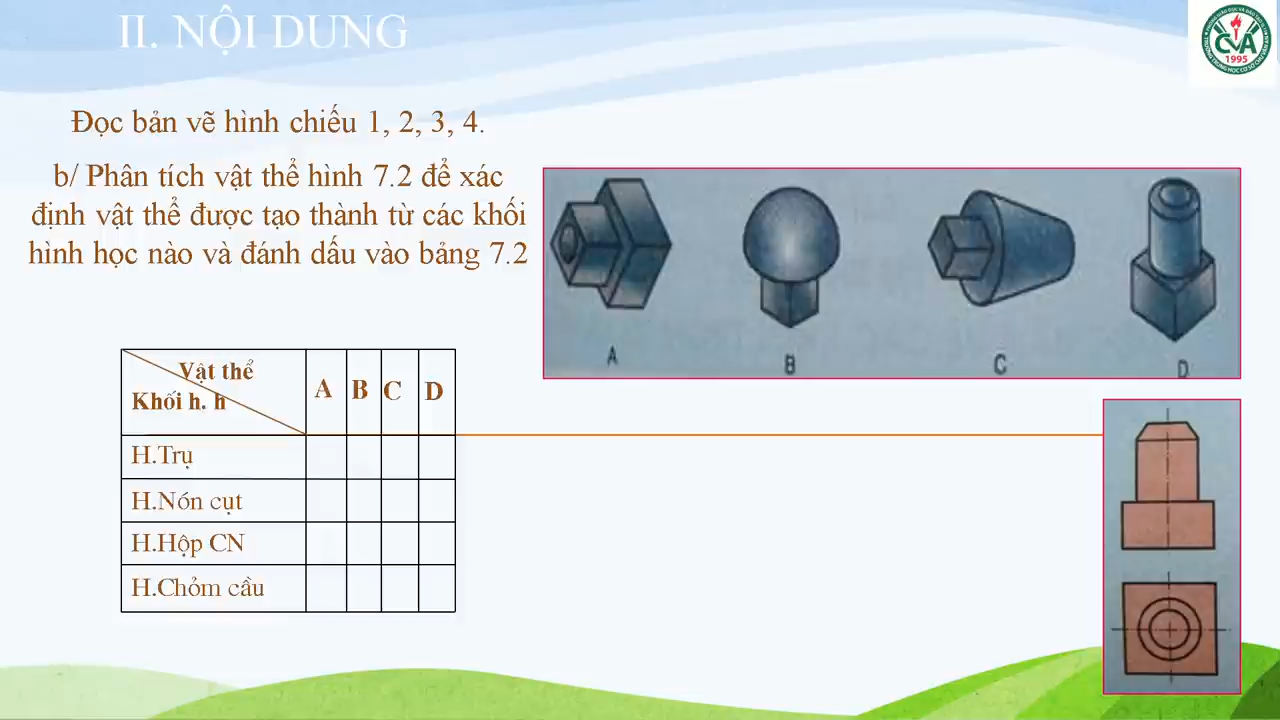 II. NỘI DUNG
CVA
1995
Đọc bản vẽ hình chiếu 1, 2, 3, 4.
b/ Phân tích vật thể hình 7.2 để xác
định vật thể được tạo thành từ các khối
hình học nào và đánh dấu vào bảng 7.2
A B C D
Vật thể
Khối h. h
A B C D
H.Trụ
H.Nón cụt
H.Hộp CN
H.Chỏm cầu